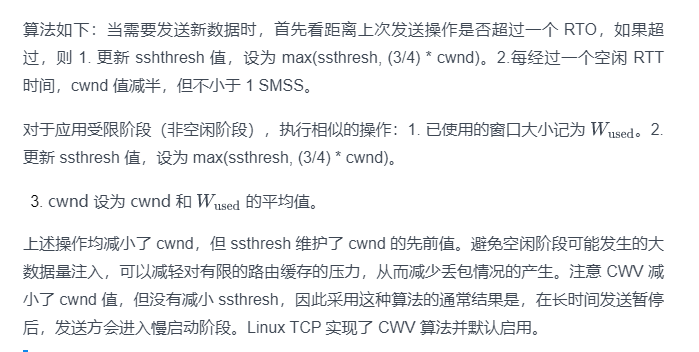 算法如下：当需要发送新数据时，首先看距离上次发送操作是否超过一个 RTO，如果超
过，则 1. 更新 sshthresh 值，设为 max(ssthresh, (3/4) * cwnd)。2.每经过一个空闲 RTT
时间，cwnd 值减半，但不小于 1 SMSS。
对于应用受限阶段（非空闲阶段），执行相似的操作：1. 已使用的窗口大小记为 W_used。2.
更新 ssthresh 值，设为 max(ssthresh, (3/4) * cwnd)。
3. cwnd 设为 cwnd 和 W_used 的平均值。
上述操作均减小了 cwnd，但 ssthresh 维护了 cwnd 的先前值。避免空闲阶段可能发生的大
数据量注入，可以减轻对有限的路由缓存的压力，从而减少丢包情况的产生。注意 CWV 减
小了 cwnd 值，但没有减小 ssthresh，因此采用这种算法的通常结果是，在长时间发送暂停
后，发送方会进入慢启动阶段。Linux TCP 实现了 CWV 算法并默认启用。